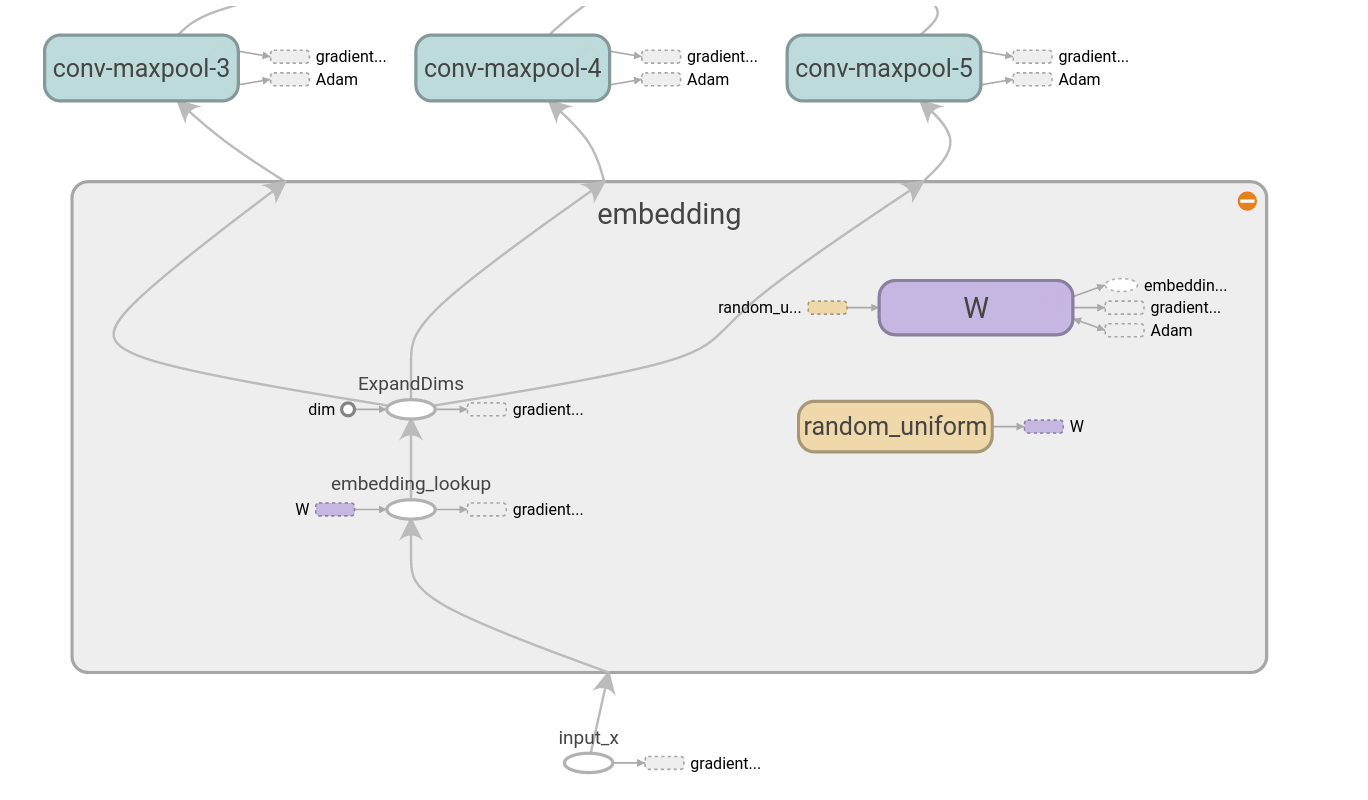 conv-maxpool-3
gradient...
Adam
conv-maxpool-4
gradient...
Adam
conv-maxpool-5
gradient...
Adam
embedding
random_u...
W
embeddin...
gradient...
Adam
ExpandDims
dim
gradient...
random_uniform
W
embedding_lookup
W
gradient...
input_x
gradient...